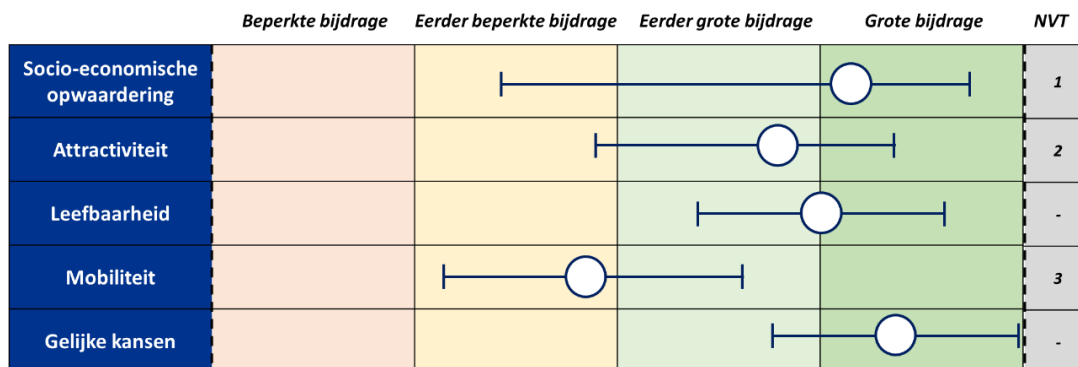 Beperkte bijdrage Eerder beperkte bijdrage Eerder grote bijdrage Grote bijdrage NVT
Socio-economische
opwaardering 1
Attractiviteit 2
Leefbaarheid -
Mobiliteit 3
Gelijke kansen -